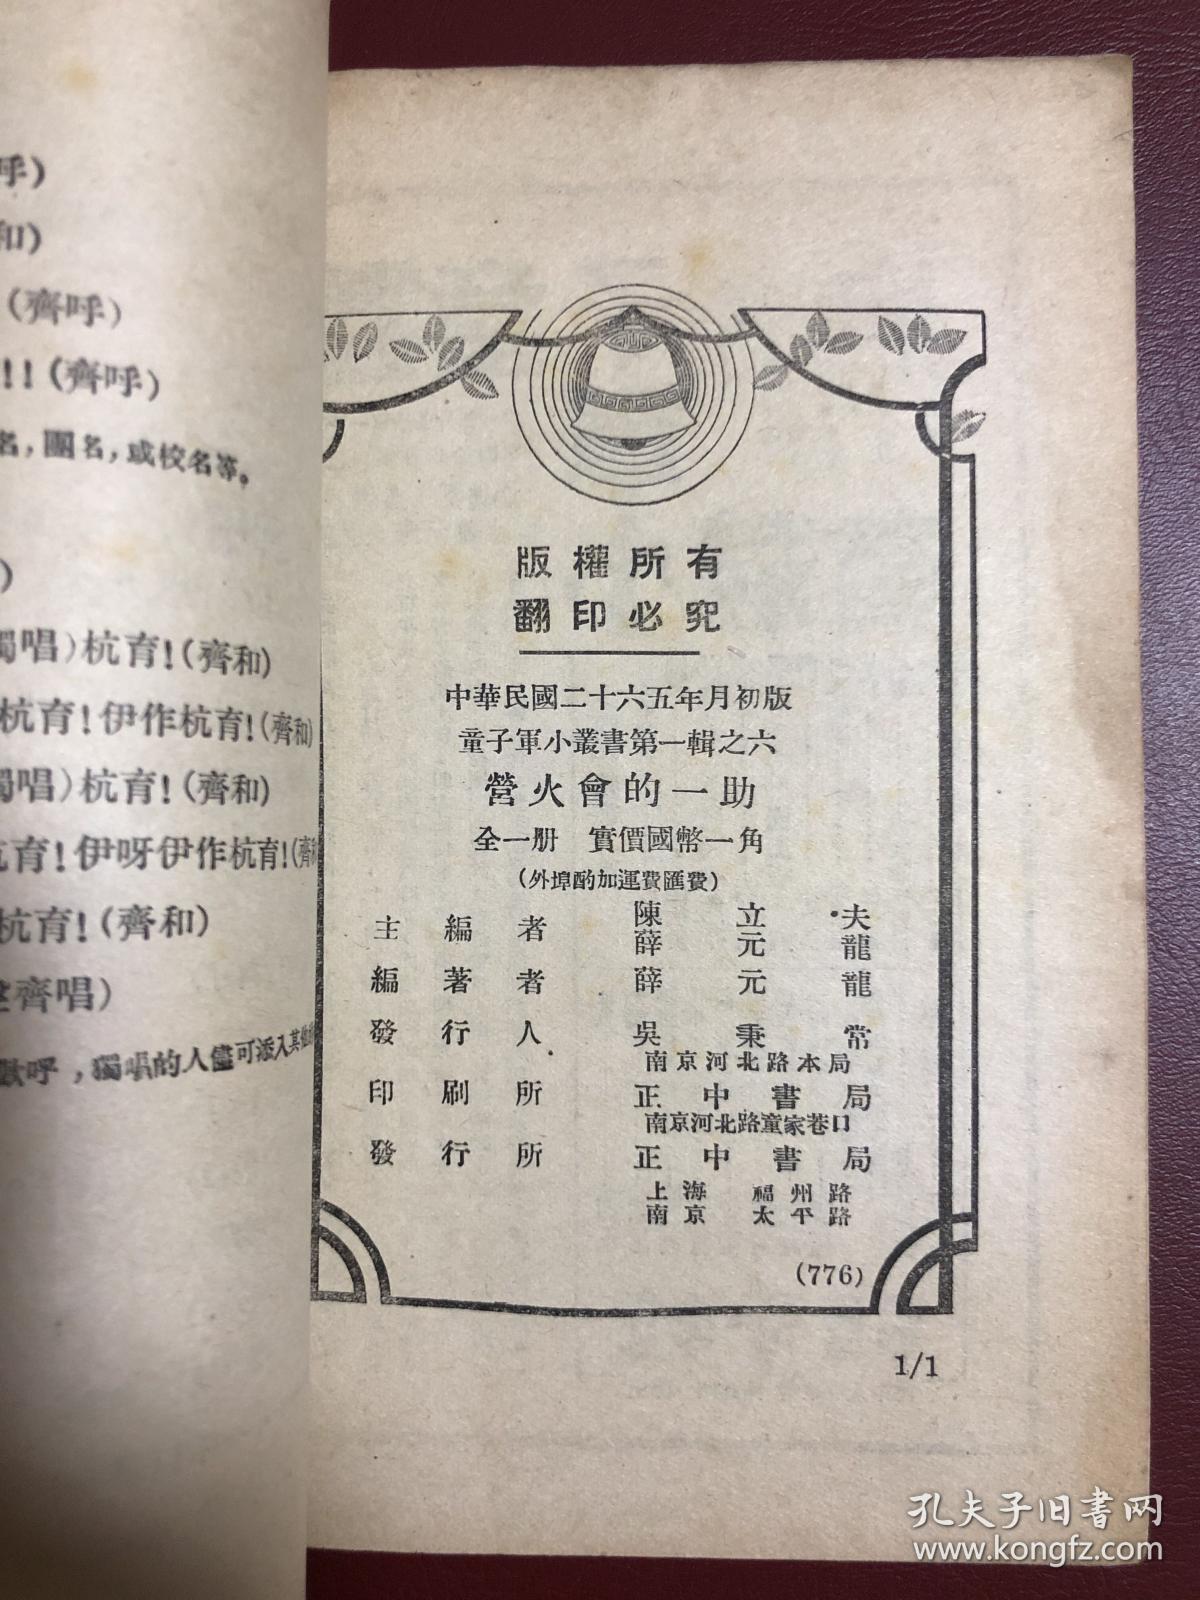 呼)
和)
(齊呼)
!!(齊呼)
名,團名,或校名等。
)
獨唱)杭育!(齊和)
杭育!伊作杭育!(齊和)
獨唱)杭育!(齊和)
育!伊呀伊作杭育!(齊和
杭育!(齊和)
齊唱)
歡呼,獨唱的人儘可添入其他
版權所有
翻印必究
中華民國二十六五年月初版
童子軍小叢書第一輯之六
營火會的一助
全一册 實價國幣一角
(外埠酌加運費匯費)
主編者 陳立夫
薛元龍
編著者 薛元龍
發行人 吳秉常
南京河北路本局
印刷所 正中書局
南京河北路童家巷口
發行所 正中書局
上海 福州路
南京 太平路
(776)
1/1
孔夫子旧书网
www.kongfz.com